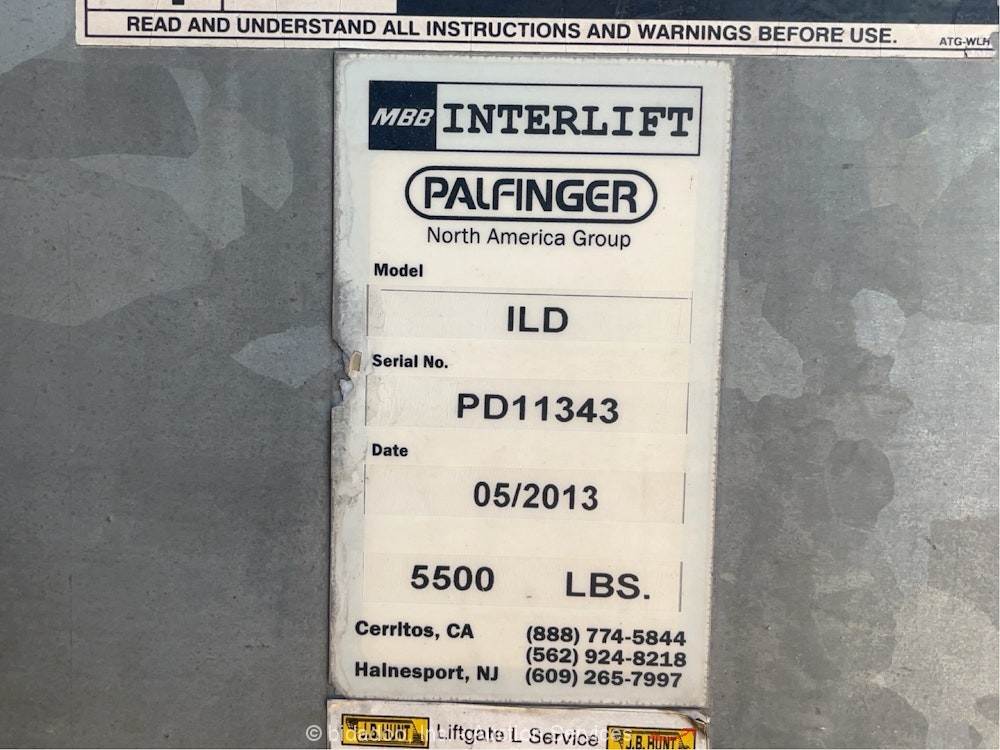 READ AND UNDERSTAND ALL INSTRUCTIONS AND WARNINGS BEFORE USE.
ATG-WLH
MBB INTERLIFT
PALFINGER
North America Group
Model
ILD
Serial No.
PD11343
Date
05/2013
5500 LBS.
Cerritos, CA (888) 774-5844
(562) 924-8218
Hainesport, NJ (609) 265-7997
J.B. HUNT Liftgate L Service J.B. HUNT
© bidadoo